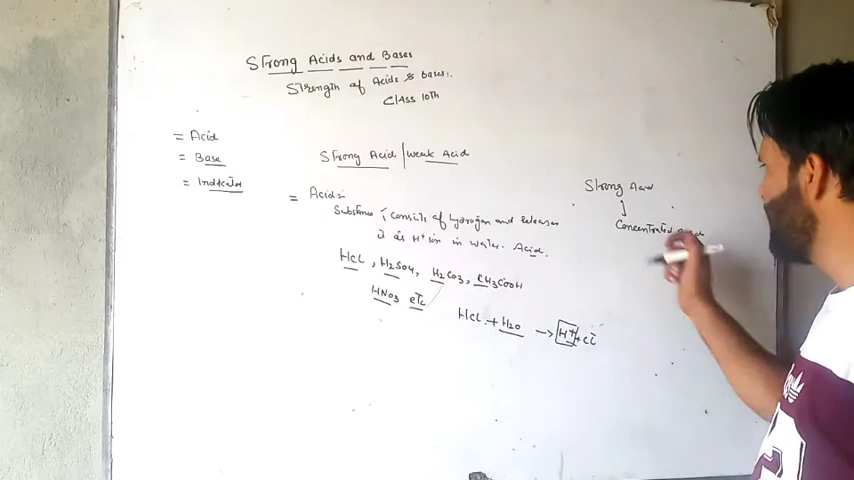 Strong Acids and Bases
Strength of Acids & bases:.
Class 10th
= Acid
= Base
= Indicator
Strong Acid | Weak Acid
= Acids:-
Substance consists of hydrogen and releases
it as H+ ion in water. Acid.
HCl, H2SO4, H2CO3, CH3COOH
HNO3 etc
HCl + H2O → H+ + Cl-
Strong Acid
Concentrated